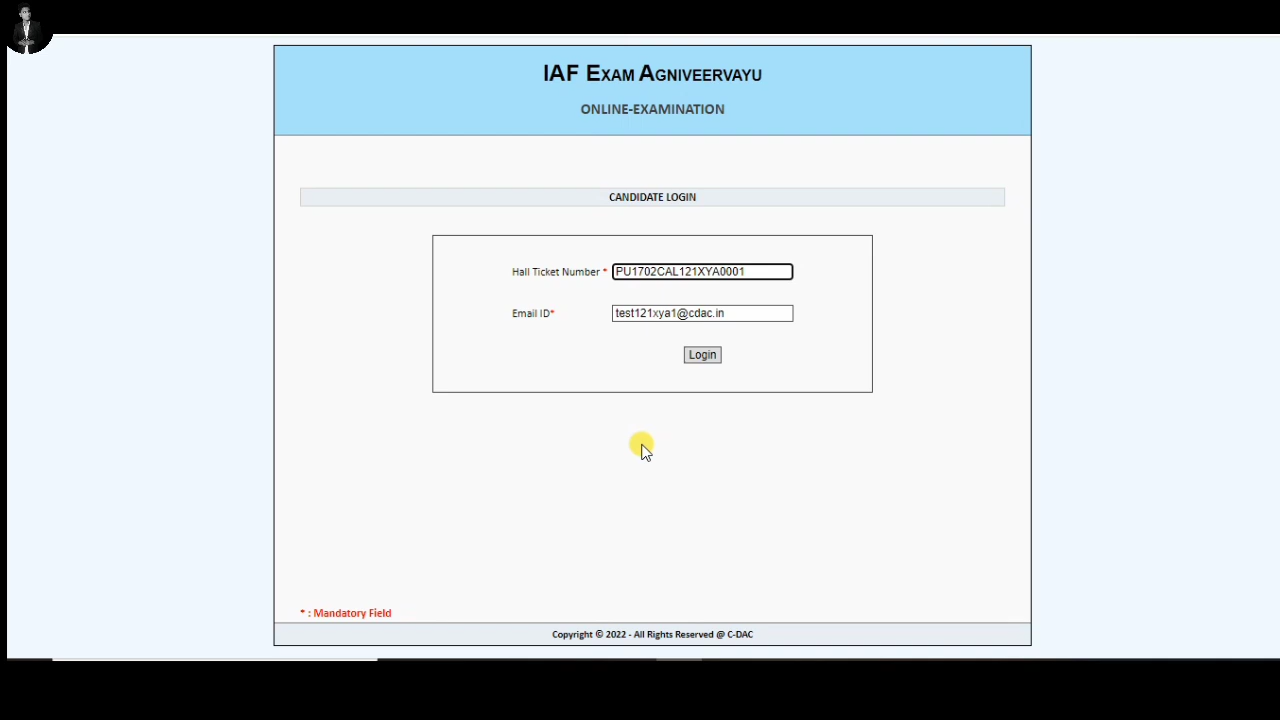 IAF EXAM AGNIVEERVAYU
ONLINE-EXAMINATION
CANDIDATE LOGIN
Hall Ticket Number * PU1702CAL121XYA0001
Email ID* test121xya1@cdac.in
Login
* : Mandatory Field
Copyright © 2022 - All Rights Reserved @ C-DAC